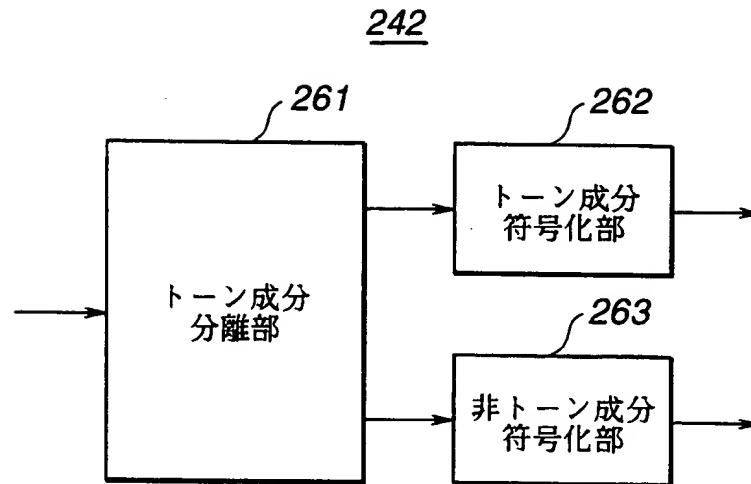 242
261
262
トーン成分
符号化部
トーン成分
分離部
263
非トーン成分
符号化部